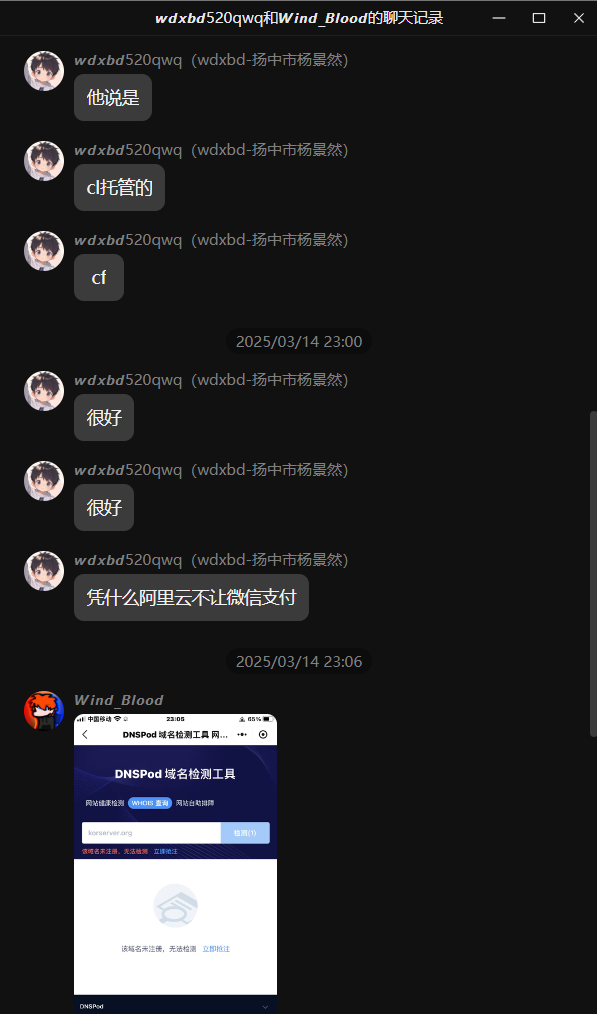 wdxbd520qwq和Wind_Blood的聊天记录
wdxbd520qwq（wdxbd-扬中市杨景然）
他说是
wdxbd520qwq（wdxbd-扬中市杨景然）
cl托管的
wdxbd520qwq（wdxbd-扬中市杨景然）
cf
2025/03/14 23:00
wdxbd520qwq（wdxbd-扬中市杨景然）
很好
wdxbd520qwq（wdxbd-扬中市杨景然）
很好
wdxbd520qwq（wdxbd-扬中市杨景然）
凭什么阿里云不让微信支付
2025/03/14 23:06
Wind_Blood
中国移动 23:05 65%
DNSPod 域名检测工具 网...
DNSPod 域名检测工具
网站健康检测 WHOIS 查询 网站自助排障
korserver.org 检测(1)
该域名未注册，无法检测 立即抢注
该域名未注册，无法检测 立即抢注
DNSPod